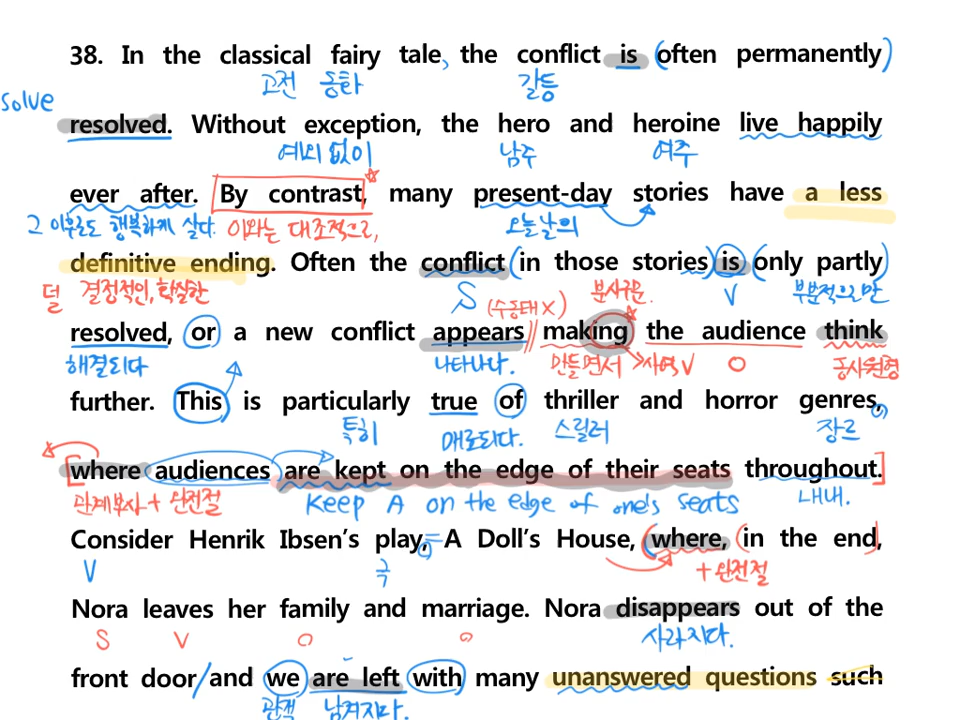 38. In the classical fairy tale, the conflict is (often permanently)
고전 동화 갈등
solve
resolved. Without exception, the hero and heroine live happily
예외 없이 남주 여주
ever after. By contrast, many present-day stories have a less
그 이후로도 행복하게 살다. 이와는 대조적으로, 오늘날의
definitive ending. Often the conflict (in those stories) is (only partly)
덜 결정적인, 확실한 S (수동태 X) 분사구문. V 부분적으로만
resolved, or a new conflict appears // making the audience think
해결되다 나타나다. 만들면서 사역V O 동사원형
further. This is particularly true of thriller and horror genres,
특히 스릴러 장르
[where audiences are kept on the edge of their seats throughout.]
관계부사 + 완전절 Keep A on the edge of one's seats 내내.
Consider Henrik Ibsen's play, A Doll's House, (where, (in the end,
V 극 + 완전절
Nora leaves her family and marriage. Nora disappears out of the
S V O O 사라지다.
front door / and we are left with many unanswered questions such
관객 남겨지다.